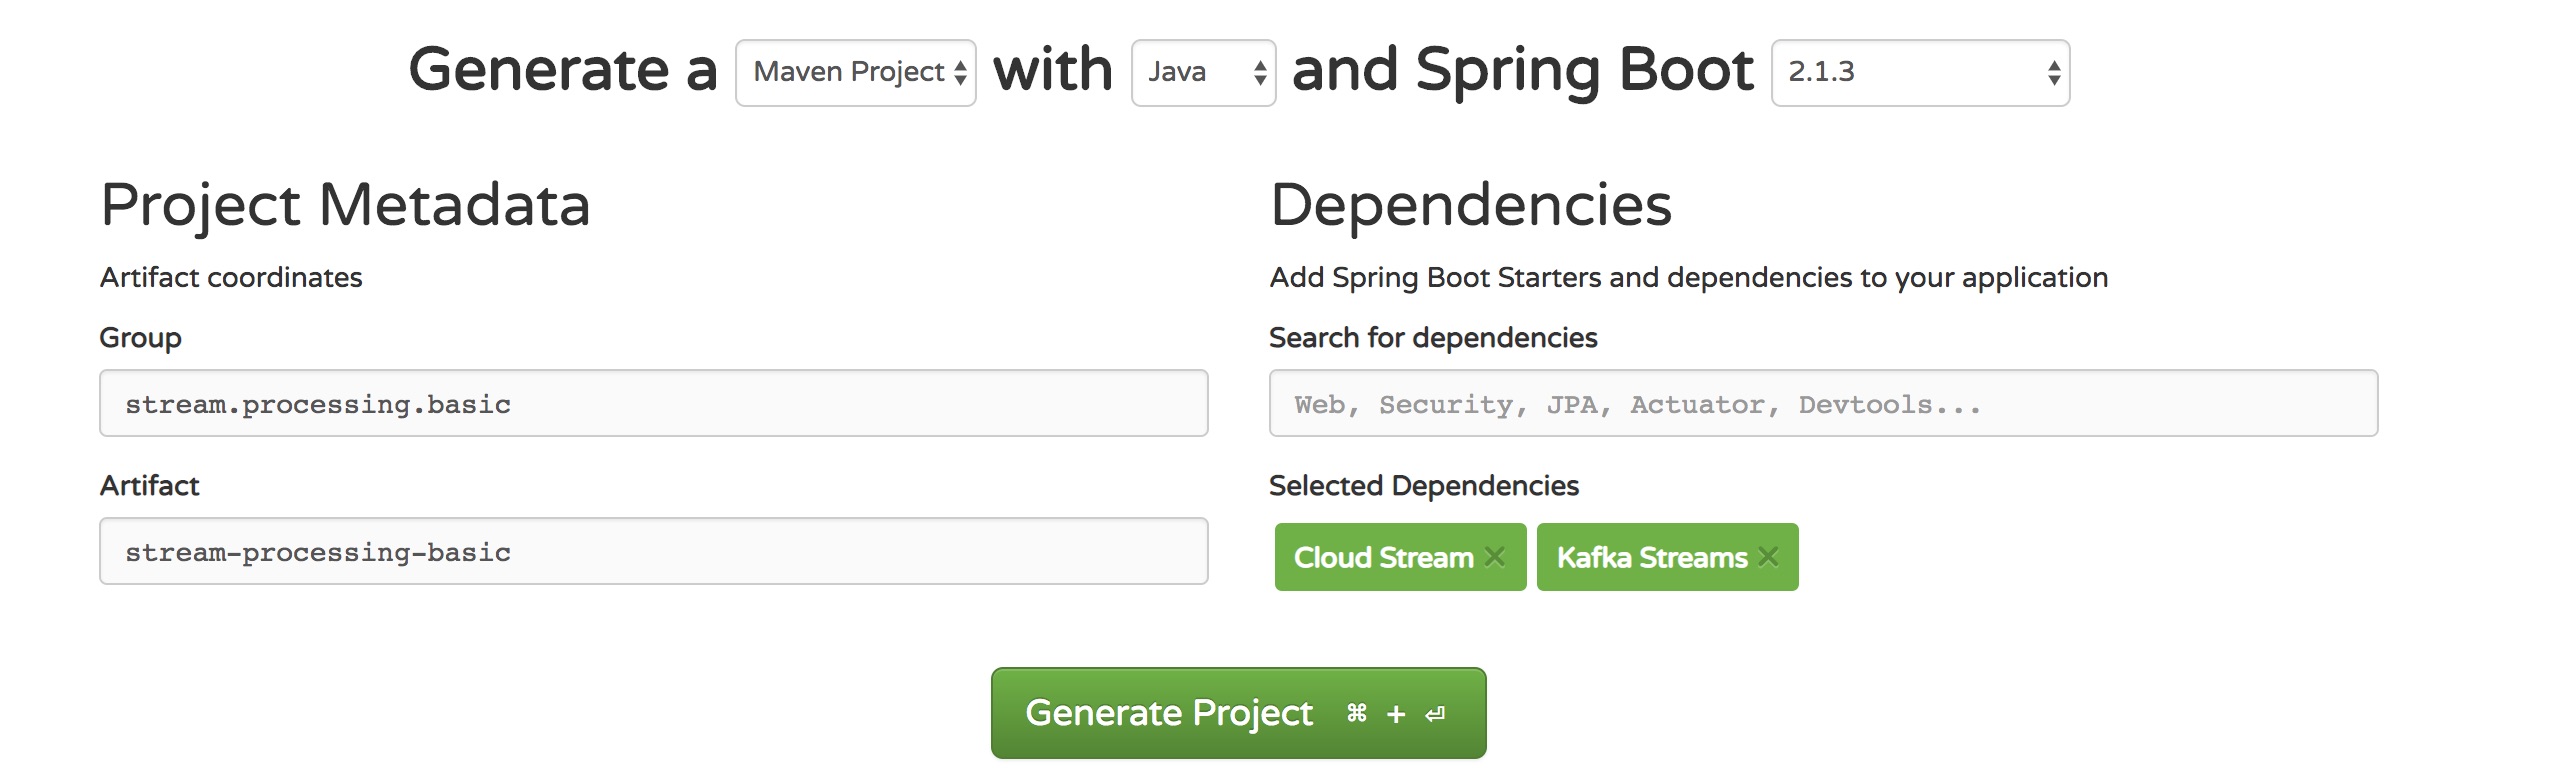 Generate a Maven Project with Java and Spring Boot 2.1.3
Project Metadata
Artifact coordinates
Group
stream.processing.basic
Artifact
stream-processing-basic
Dependencies
Add Spring Boot Starters and dependencies to your application
Search for dependencies
Web, Security, JPA, Actuator, Devtools...
Selected Dependencies
Cloud Stream ✕ Kafka Streams ✕
Generate Project ⌘ + ⏎